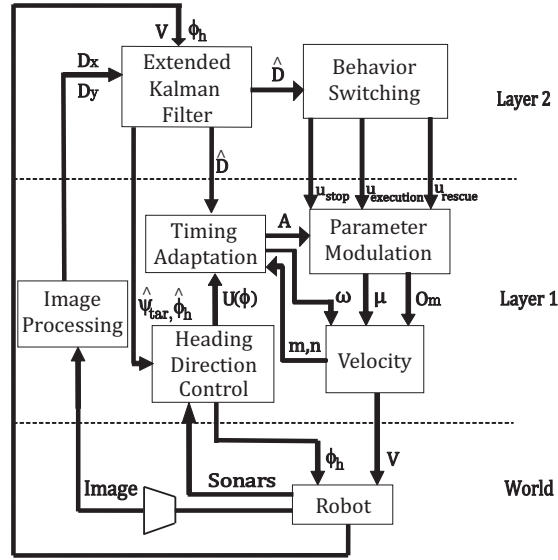 V ϕh
Dx
Dy
Extended
Kalman
Filter
D̂
Behavior
Switching
Layer 2
D̂
ustop
uexecution
urescue
Timing
Adaptation
A
Parameter
Modulation
Image
Processing
ψ̂tar, ϕ̂h
U(ϕ)
ω
μ
Om
Layer 1
Heading
Direction
Control
m,n
Velocity
ϕh
V
Image
Sonars
Robot
World